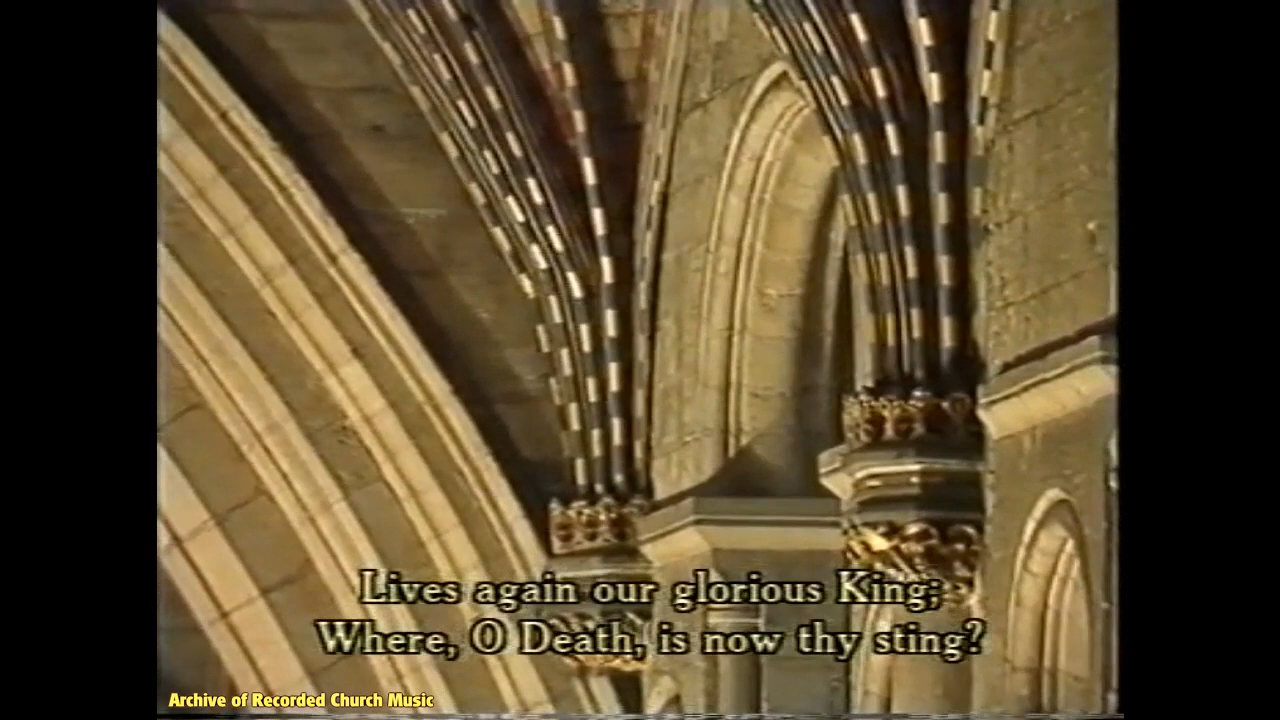 Lives again our glorious King;
Where, O Death, is now thy sting?
Archive of Recorded Church Music